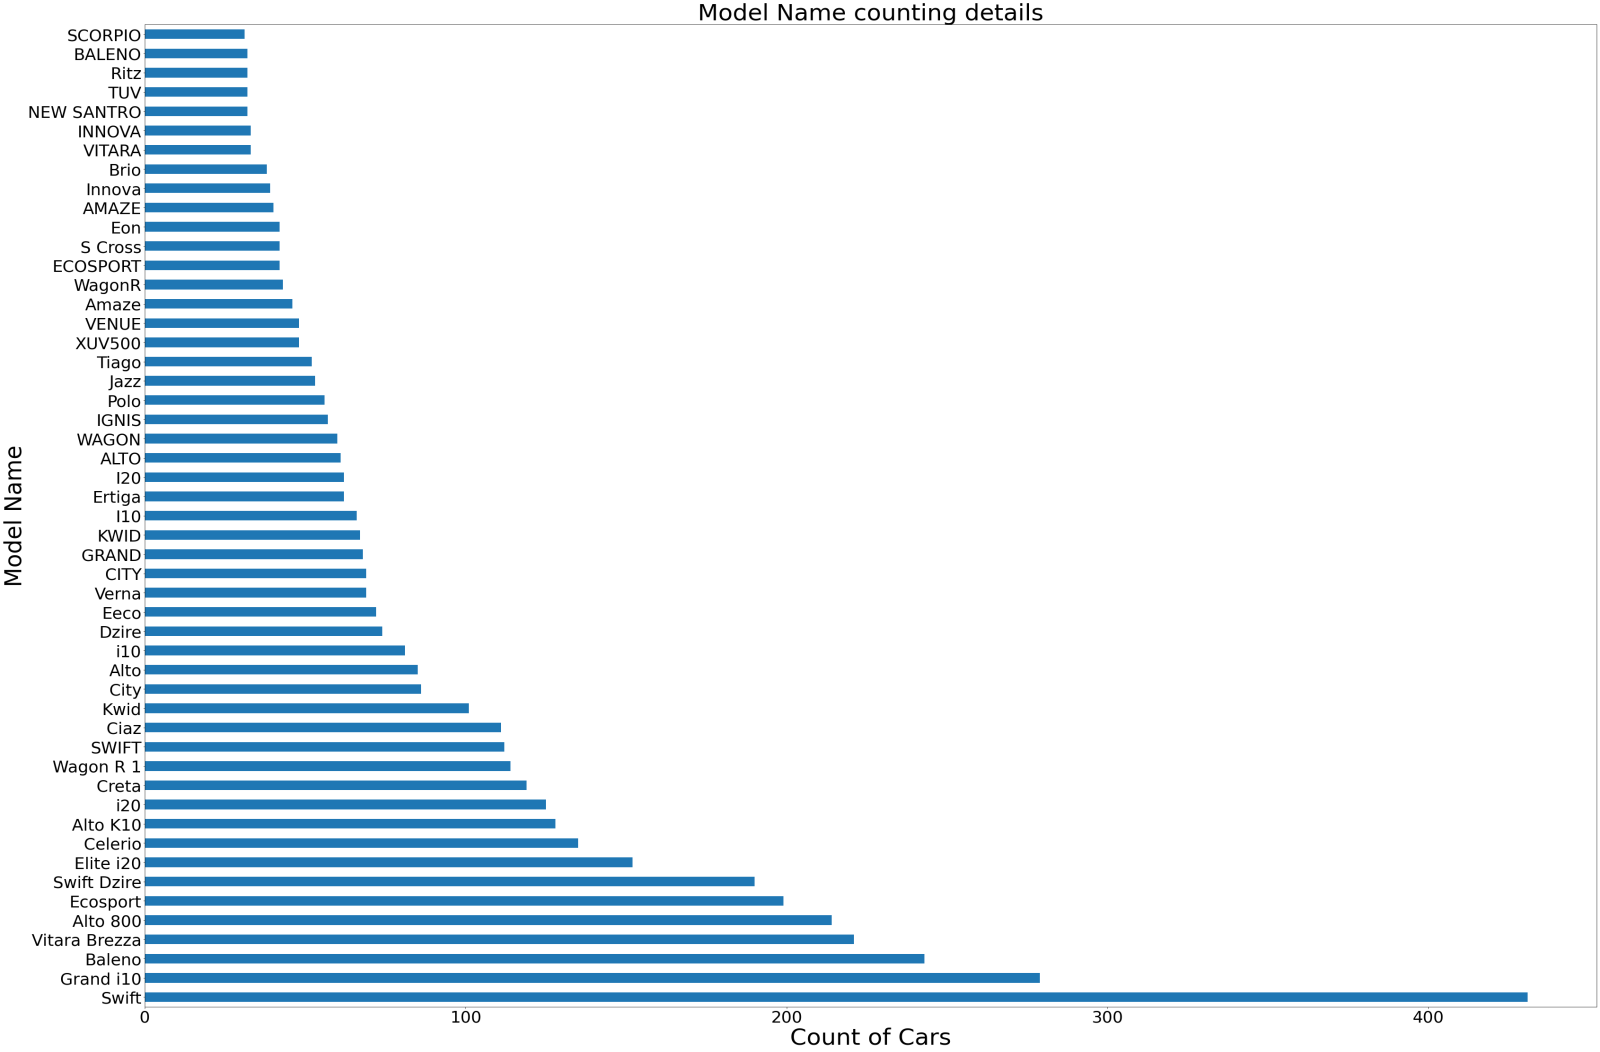 Model Name counting details
SCORPIO
BALENO
Ritz
TUV
NEW SANTRO
INNOVA
VITARA
Brio
Innova
AMAZE
Eon
S Cross
ECOSPORT
WagonR
Amaze
VENUE
XUV500
Tiago
Jazz
Polo
IGNIS
WAGON
ALTO
I20
Ertiga
I10
KWID
GRAND
CITY
Verna
Eeco
Dzire
i10
Alto
City
Kwid
Ciaz
SWIFT
Wagon R 1
Creta
i20
Alto K10
Celerio
Elite i20
Swift Dzire
Ecosport
Alto 800
Vitara Brezza
Baleno
Grand i10
Swift
Model Name
0 100 200 300 400
Count of Cars